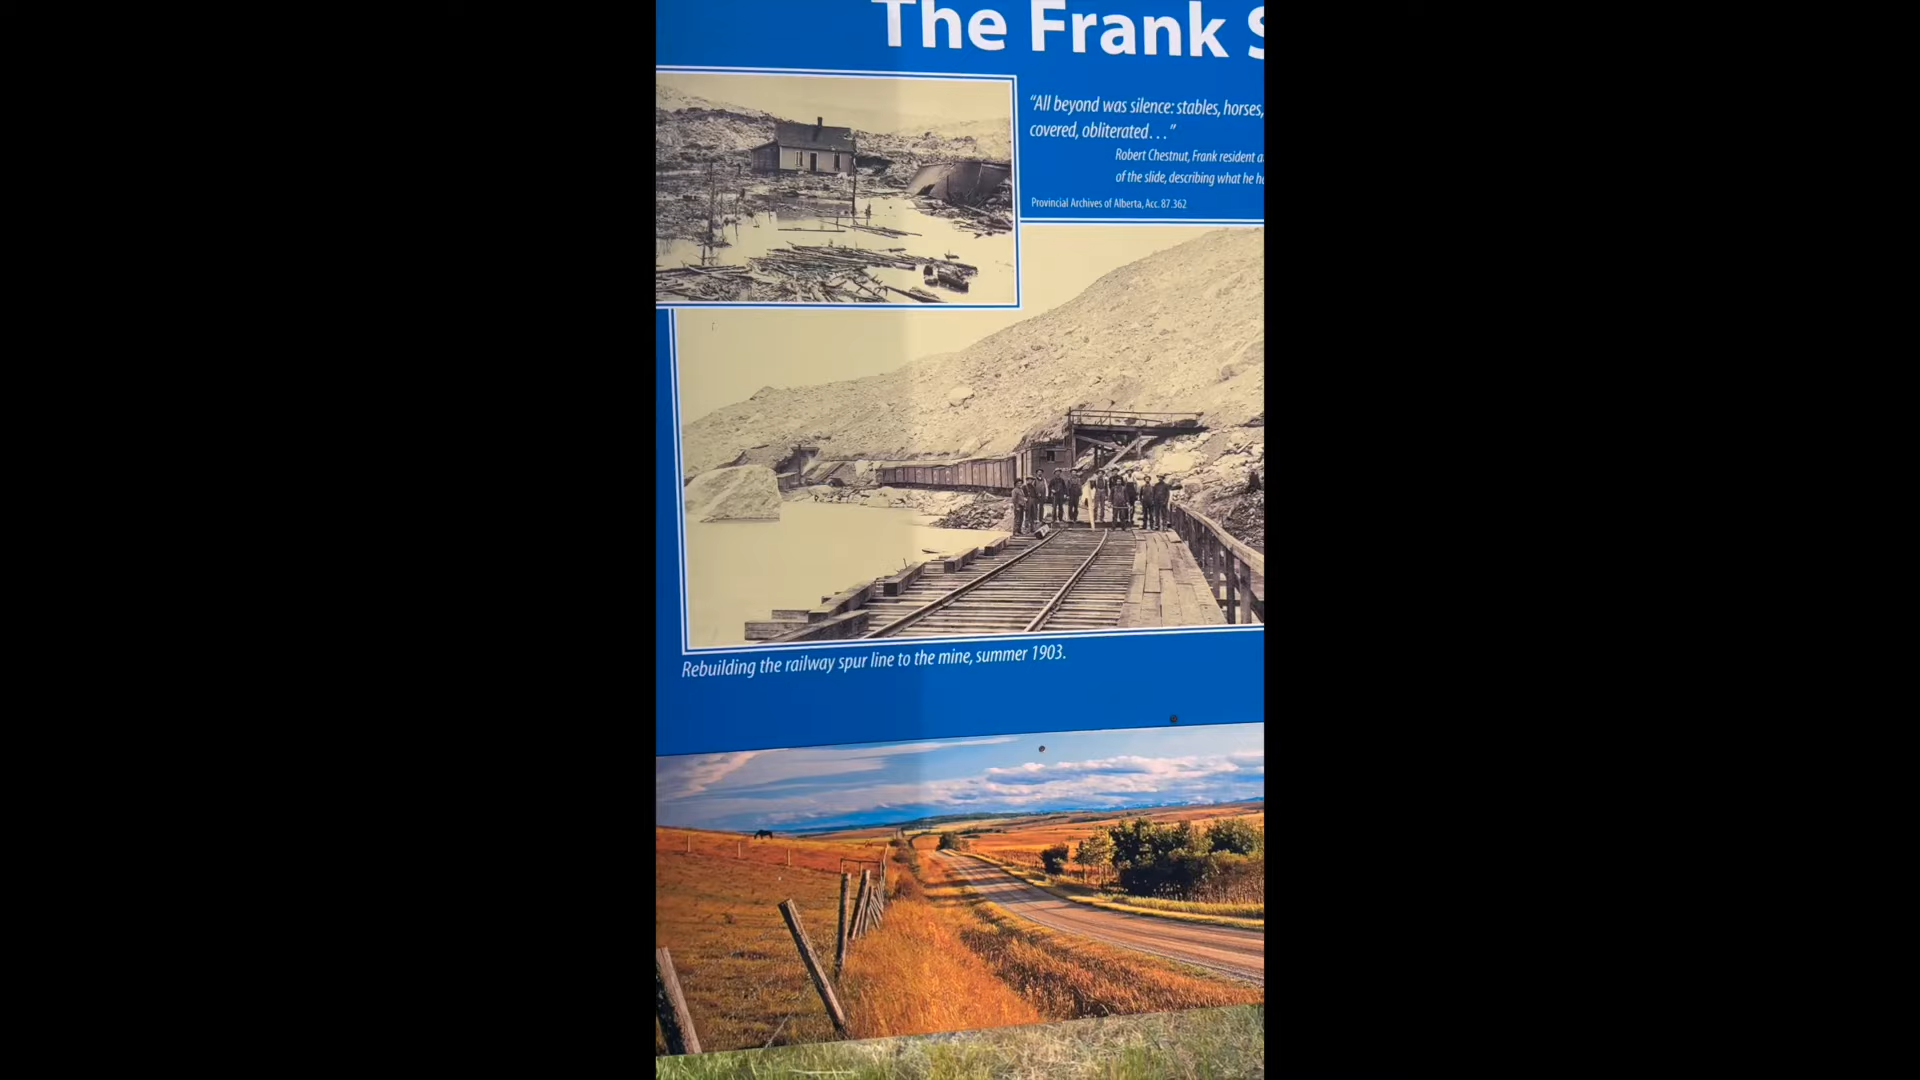 The Frank S
"All beyond was silence: stables, horses,
covered, obliterated…"
Robert Chestnut, Frank resident a
of the slide, describing what he he
Provincial Archives of Alberta, Acc. 87.362
Rebuilding the railway spur line to the mine, summer 1903.